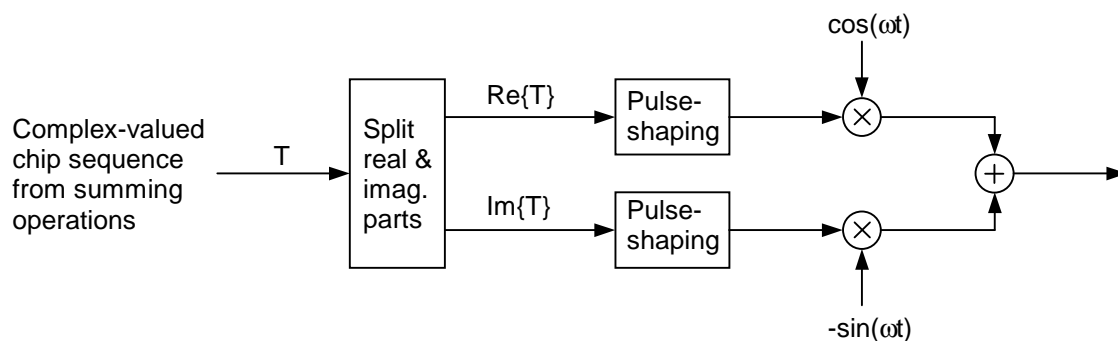 cos(ωt)
Complex-valued
chip sequence
from summing
operations
T
Split
real &
imag.
parts
Re{T}
Pulse-
shaping
Im{T}
Pulse-
shaping
-sin(ωt)